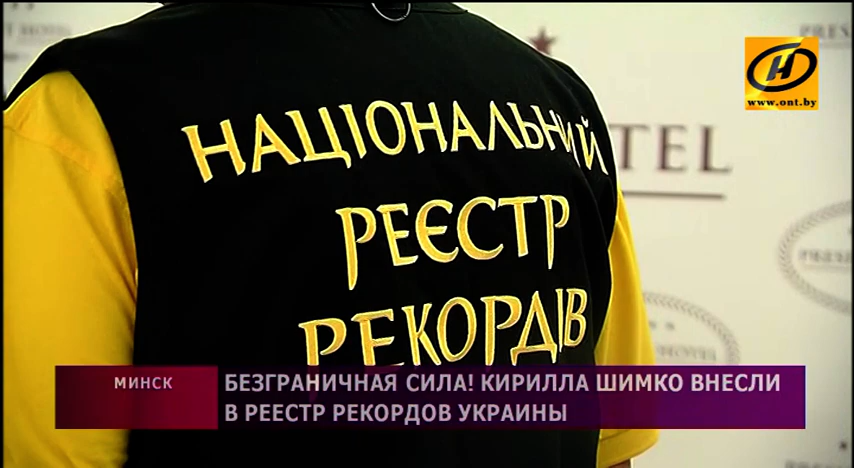 www.ont.by
НАЦІОНАЛЬНИЙ
РЕЄСТР
РЕКОРДІВ
TEL
МИНСК
БЕЗГРАНИЧНАЯ СИЛА! КИРИЛЛА ШИМКО ВНЕСЛИ
В РЕЕСТР РЕКОРДОВ УКРАИНЫ